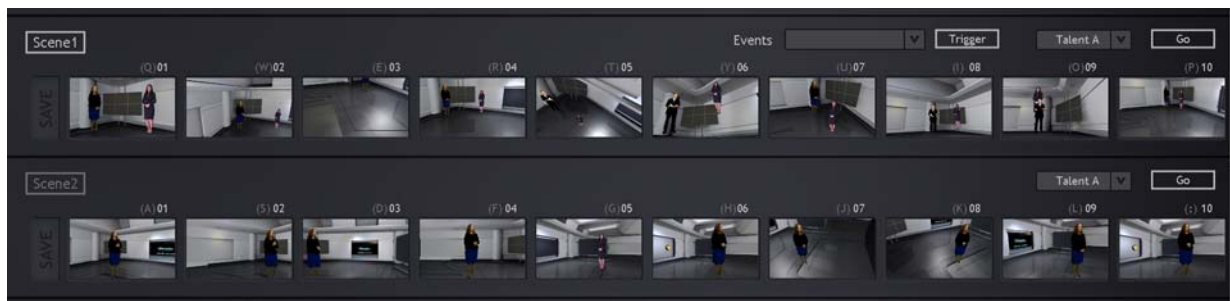 Scene1 Events Trigger Talent A v Go
SAVE (Q) 01 (W) 02 (E) 03 (R) 04 (T) 05 (Y) 06 (U) 07 (I) 08 (O) 09 (P) 10
Scene2 Talent A v Go
SAVE (A) 01 (S) 02 (D) 03 (F) 04 (G) 05 (H) 06 (J) 07 (K) 08 (L) 09 (;) 10